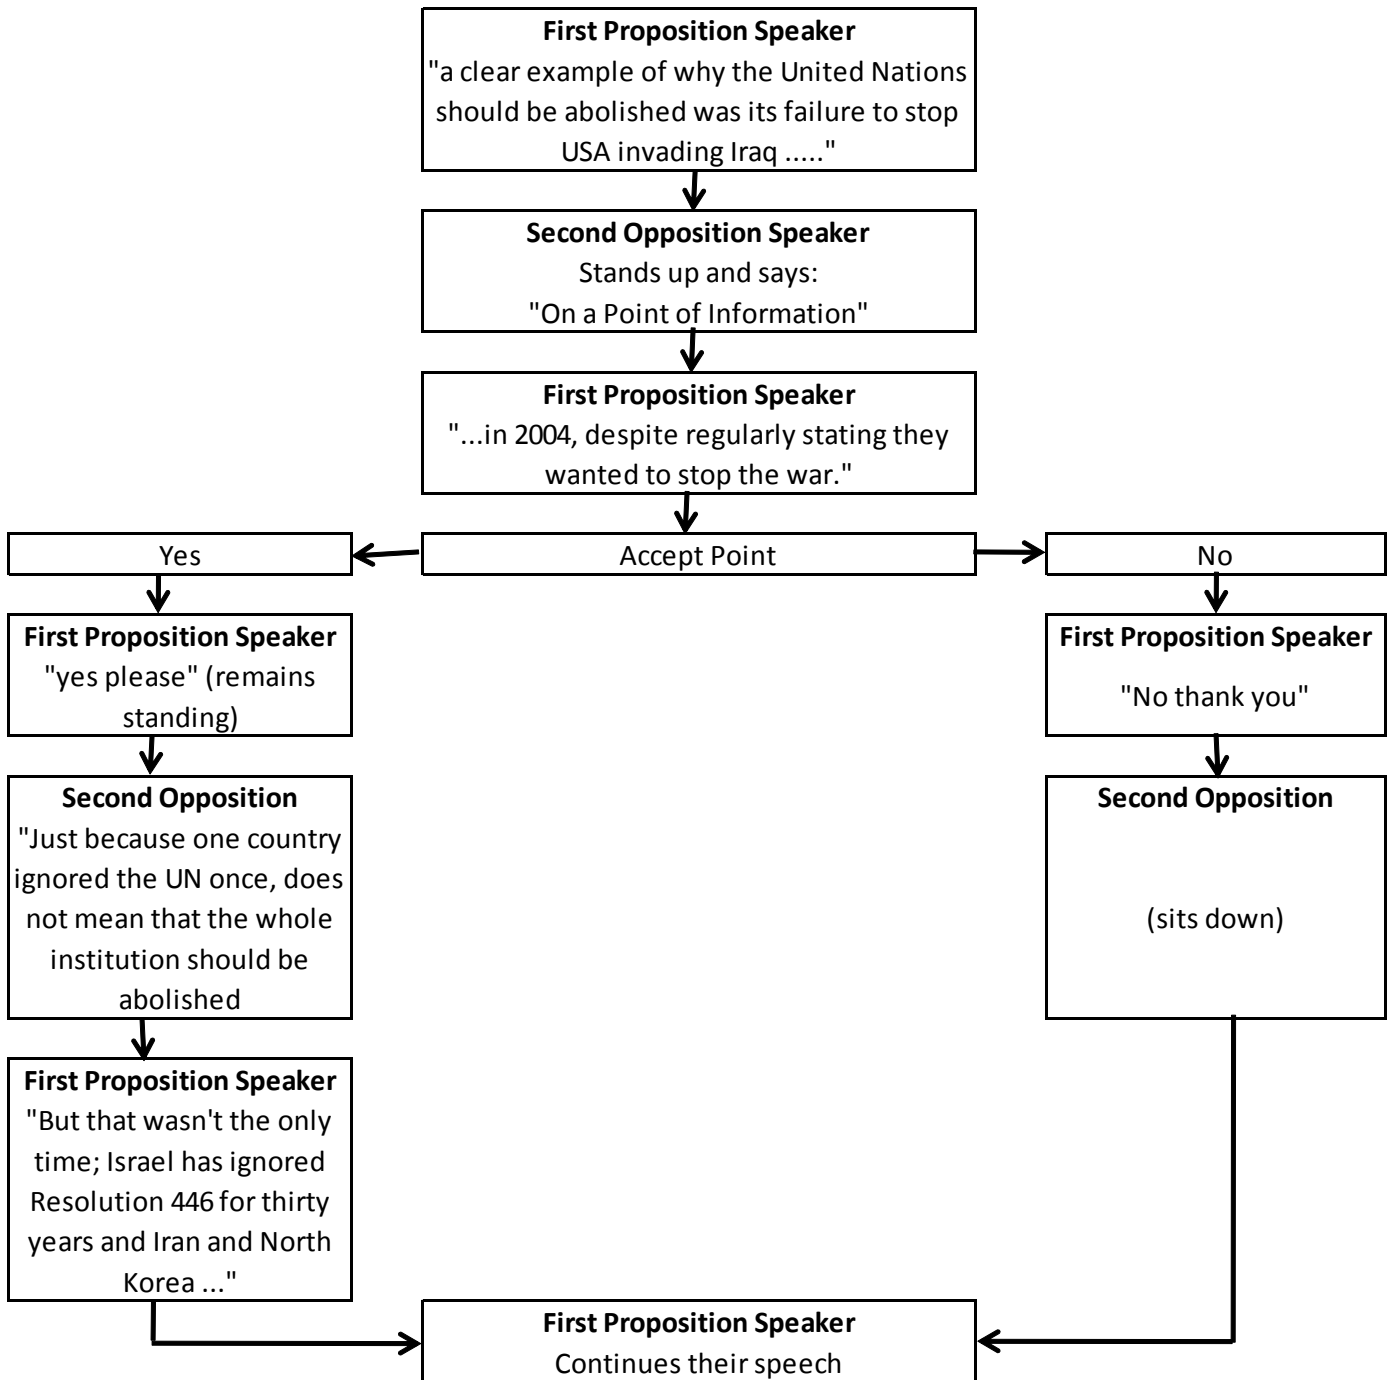 First Proposition Speaker
"a clear example of why the United Nations
should be abolished was its failure to stop
USA invading Iraq ....."
Second Opposition Speaker
Stands up and says:
"On a Point of Information"
First Proposition Speaker
"...in 2004, despite regularly stating they
wanted to stop the war."
Yes
Accept Point
No
First Proposition Speaker
"yes please" (remains
standing)
First Proposition Speaker
"No thank you"
Second Opposition
"Just because one country
ignored the UN once, does
not mean that the whole
institution should be
abolished
Second Opposition
(sits down)
First Proposition Speaker
"But that wasn't the only
time; Israel has ignored
Resolution 446 for thirty
years and Iran and North
Korea ..."
First Proposition Speaker
Continues their speech